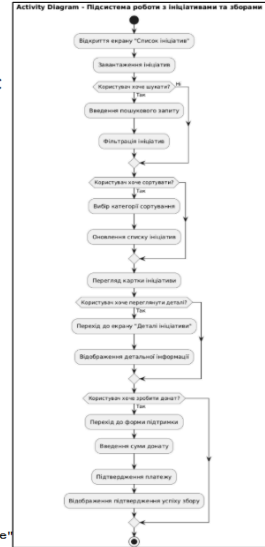 Activity Diagram - Підсистема роботи з ініціативами та зборами
Відкриття екрану "Список ініціатив"
Завантаження ініціатив
Користувач хоче шукати?
Ні
Так
Введення пошукового запиту
Фільтрація ініціатив
Користувач хоче сортувати?
Так
Вибір категорії сортування
Оновлення списку ініціатив
Перегляд картки ініціативи
Користувач хоче переглянути деталі?
Так
Перехід до екрану "Деталі ініціативи"
Відображення детальної інформації
Користувач хоче зробити донат?
Так
Перехід до форми підтримки
Введення суми донату
Підтвердження платежу
Відображення підтвердження успіху збору
e"